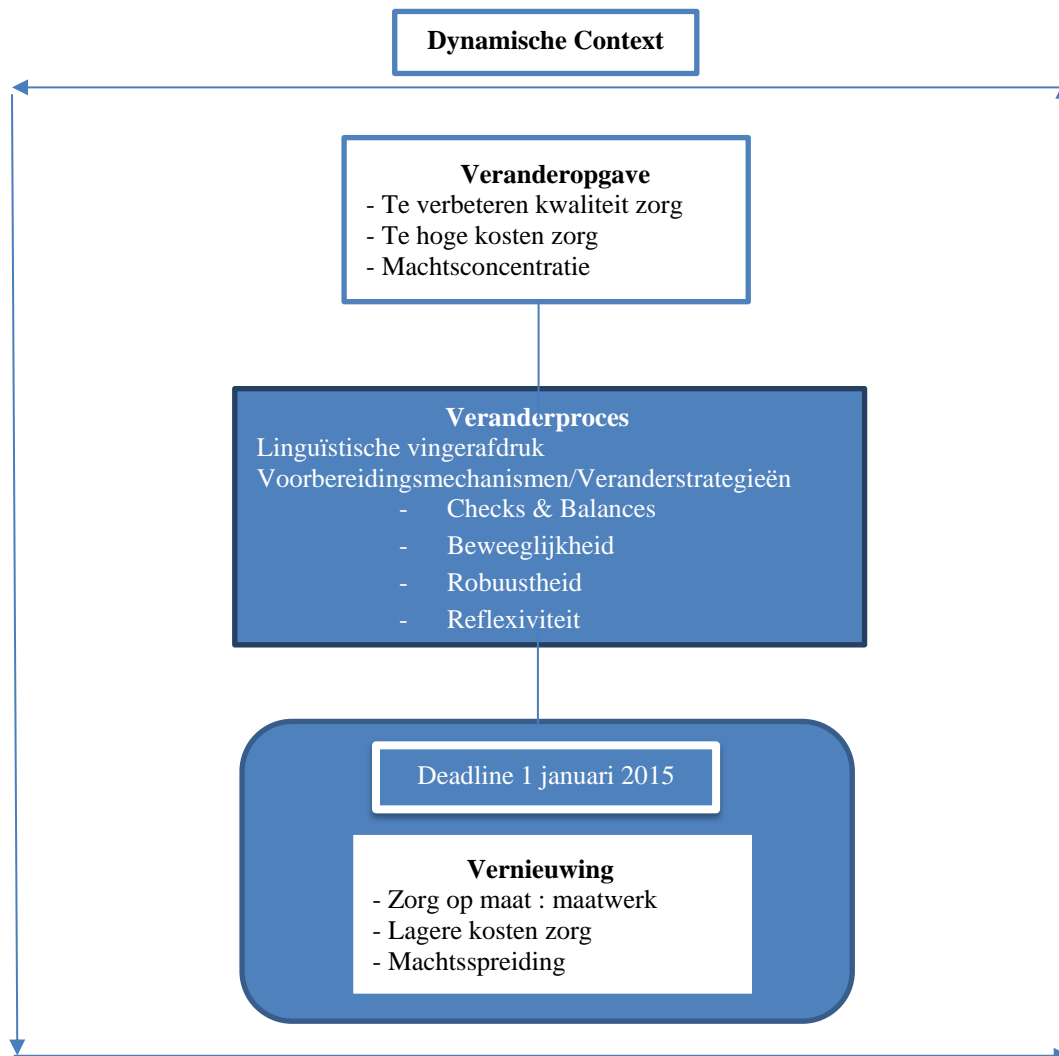 Dynamische Context
Veranderopgave
- Te verbeteren kwaliteit zorg
- Te hoge kosten zorg
- Machtsconcentratie
Veranderproces
Linguïstische vingerafdruk
Voorbereidingsmechanismen/Veranderstrategieën
- Checks & Balances
- Beweeglijkheid
- Robuustheid
- Reflexiviteit
Deadline 1 januari 2015
Vernieuwing
- Zorg op maat : maatwerk
- Lagere kosten zorg
- Machtsspreiding